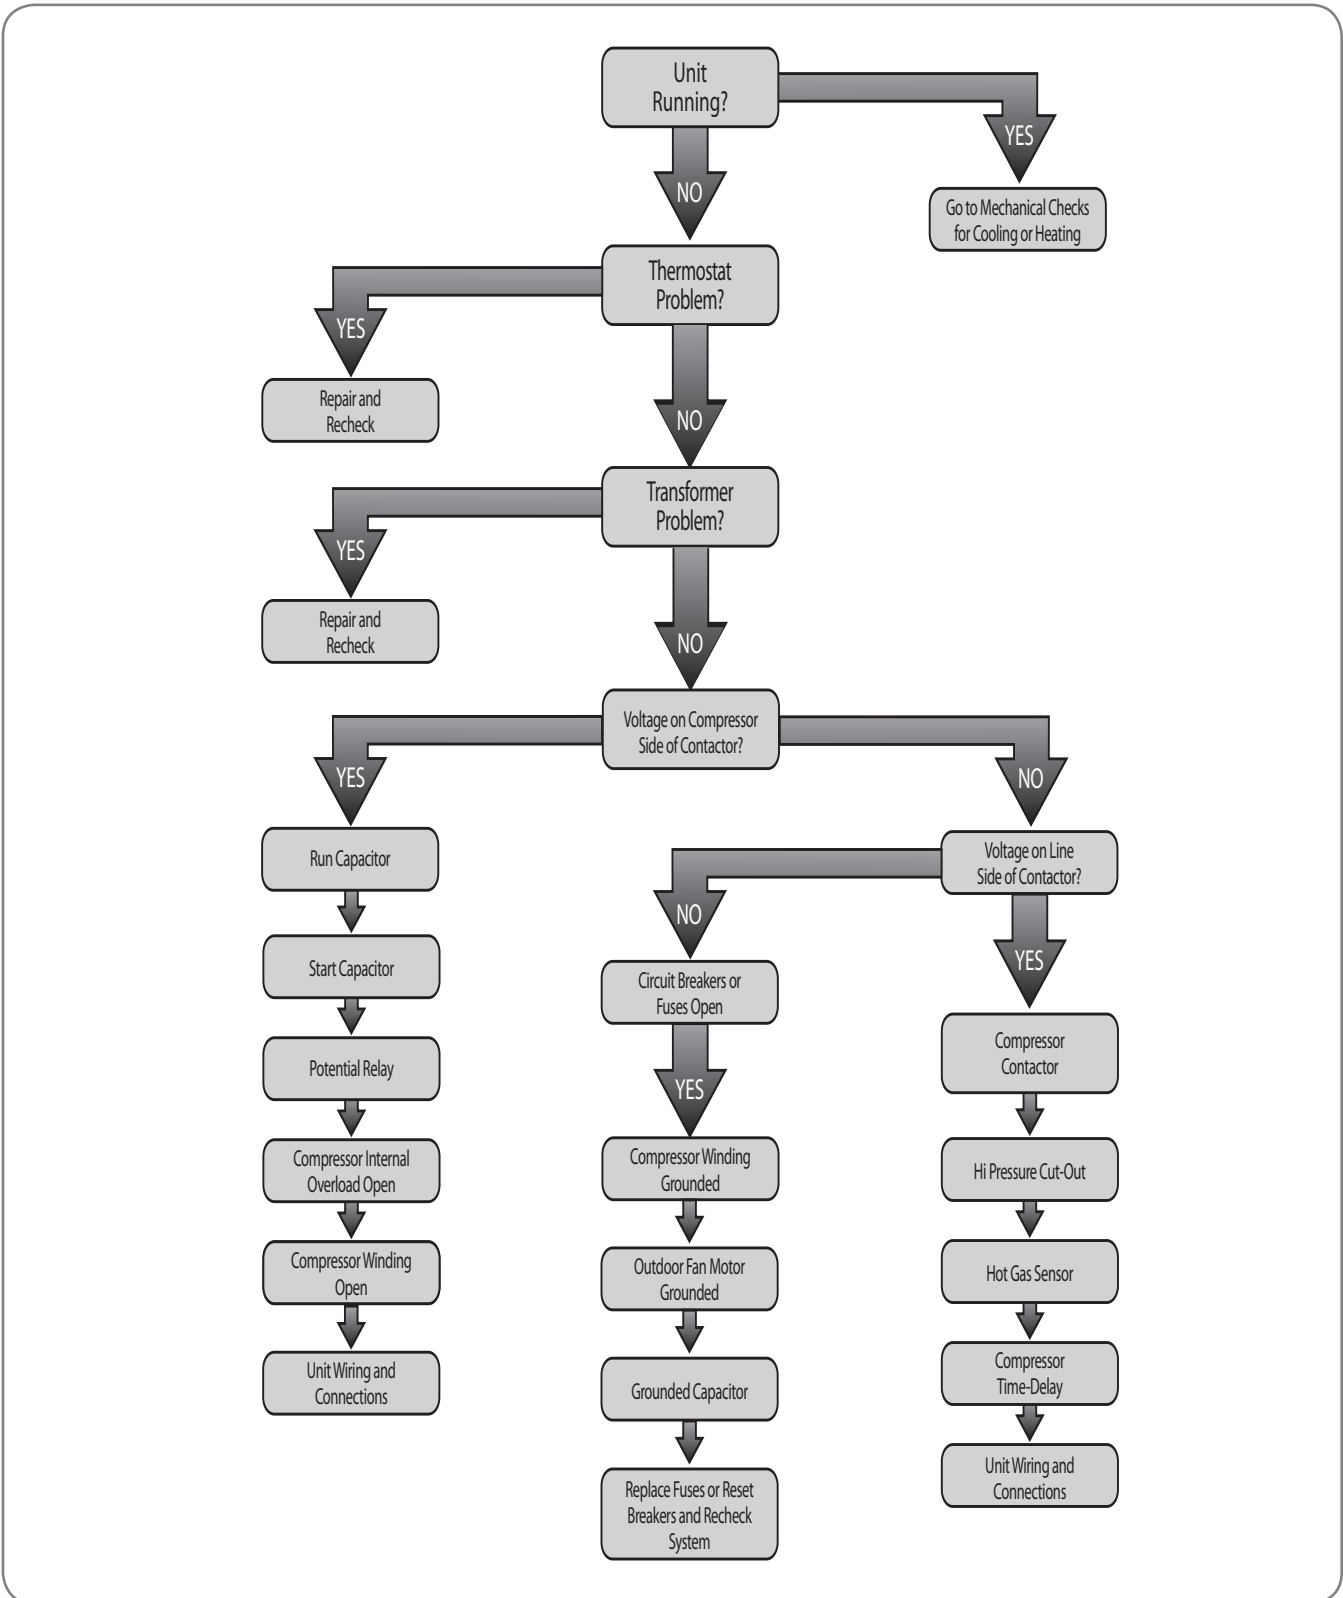 Unit
Running?
YES
NO
Go to Mechanical Checks
for Cooling or Heating
Thermostat
Problem?
YES
Repair and
Recheck
NO
Transformer
Problem?
YES
Repair and
Recheck
NO
Voltage on Compressor
Side of Contactor?
YES
NO
Run Capacitor
Start Capacitor
Potential Relay
Compressor Internal
Overload Open
Compressor Winding
Open
Unit Wiring and
Connections
Voltage on Line
Side of Contactor?
NO
Circuit Breakers or
Fuses Open
YES
Compressor Winding
Grounded
Outdoor Fan Motor
Grounded
Grounded Capacitor
Replace Fuses or Reset
Breakers and Recheck
System
YES
Compressor
Contactor
Hi Pressure Cut-Out
Hot Gas Sensor
Compressor
Time-Delay
Unit Wiring and
Connections